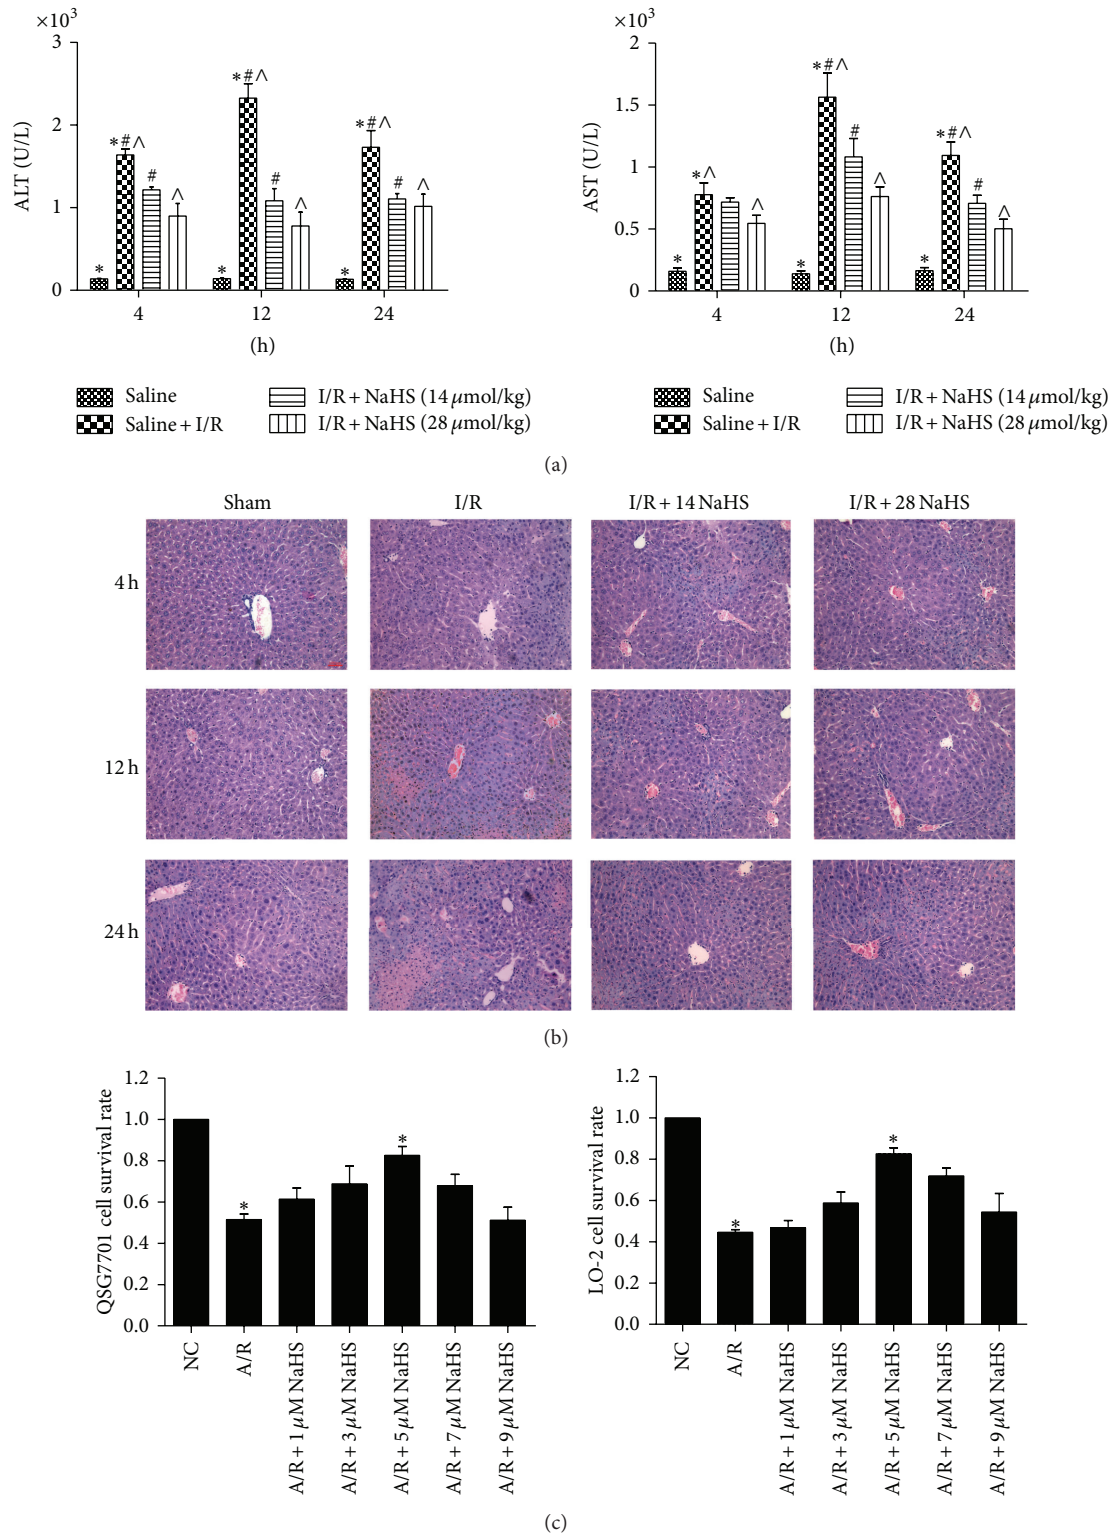 ×10³
3
2
1
0
ALT (U/L)
*
*#^
#
^
*
*#^
#
^
*
*#^
#
^
4
12
24
(h)
×10³
2
1.5
1
0.5
0
AST (U/L)
*
*^
^
*
*#^
#
^
*
*#^
#
^
4
12
24
(h)
Saline
Saline + I/R
I/R + NaHS (14 μmol/kg)
I/R + NaHS (28 μmol/kg)
Saline
Saline + I/R
I/R + NaHS (14 μmol/kg)
I/R + NaHS (28 μmol/kg)
(a)
Sham
I/R
I/R + 14 NaHS
I/R + 28 NaHS
4 h
12 h
24 h
(b)
1.2
1.0
0.8
0.6
0.4
0.2
0.0
QSG7701 cell survival rate
*
*
NC
A/R
A/R + 1 μM NaHS
A/R + 3 μM NaHS
A/R + 5 μM NaHS
A/R + 7 μM NaHS
A/R + 9 μM NaHS
1.2
1.0
0.8
0.6
0.4
0.2
0.0
LO-2 cell survival rate
*
*
NC
A/R
A/R + 1 μM NaHS
A/R + 3 μM NaHS
A/R + 5 μM NaHS
A/R + 7 μM NaHS
A/R + 9 μM NaHS
(c)